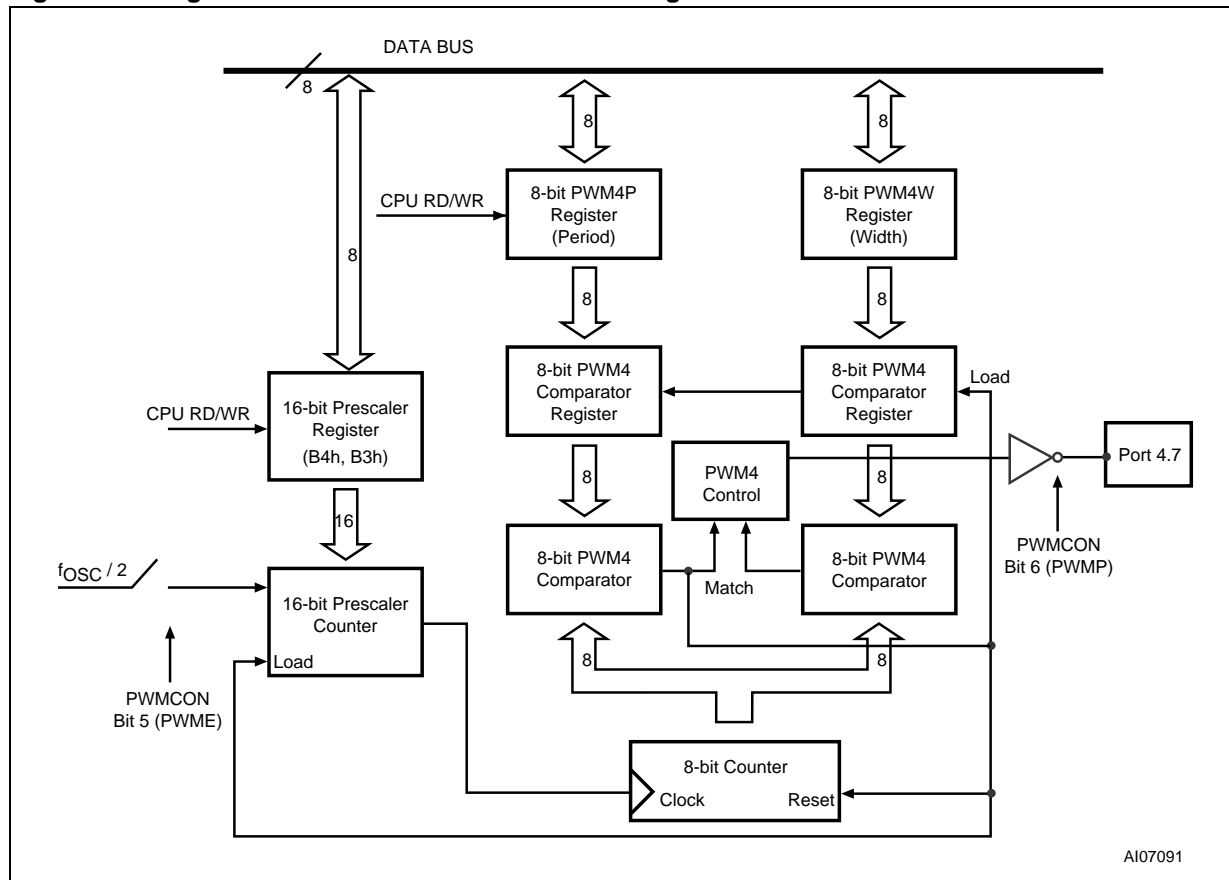 DATA BUS
8
8
8
8
CPU RD/WR
8-bit PWM4P
Register
(Period)
8-bit PWM4W
Register
(Width)
8
8
8
CPU RD/WR
16-bit Prescaler
Register
(B4h, B3h)
8-bit PWM4
Comparator
Register
8-bit PWM4
Comparator
Register
Load
8
PWM4
Control
8
Port 4.7
16
fOSC / 2
16-bit Prescaler
Counter
Load
8-bit PWM4
Comparator
Match
8-bit PWM4
Comparator
PWMCON
Bit 6 (PWMP)
PWMCON
Bit 5 (PWME)
8
8
8-bit Counter
Clock
Reset
AI07091